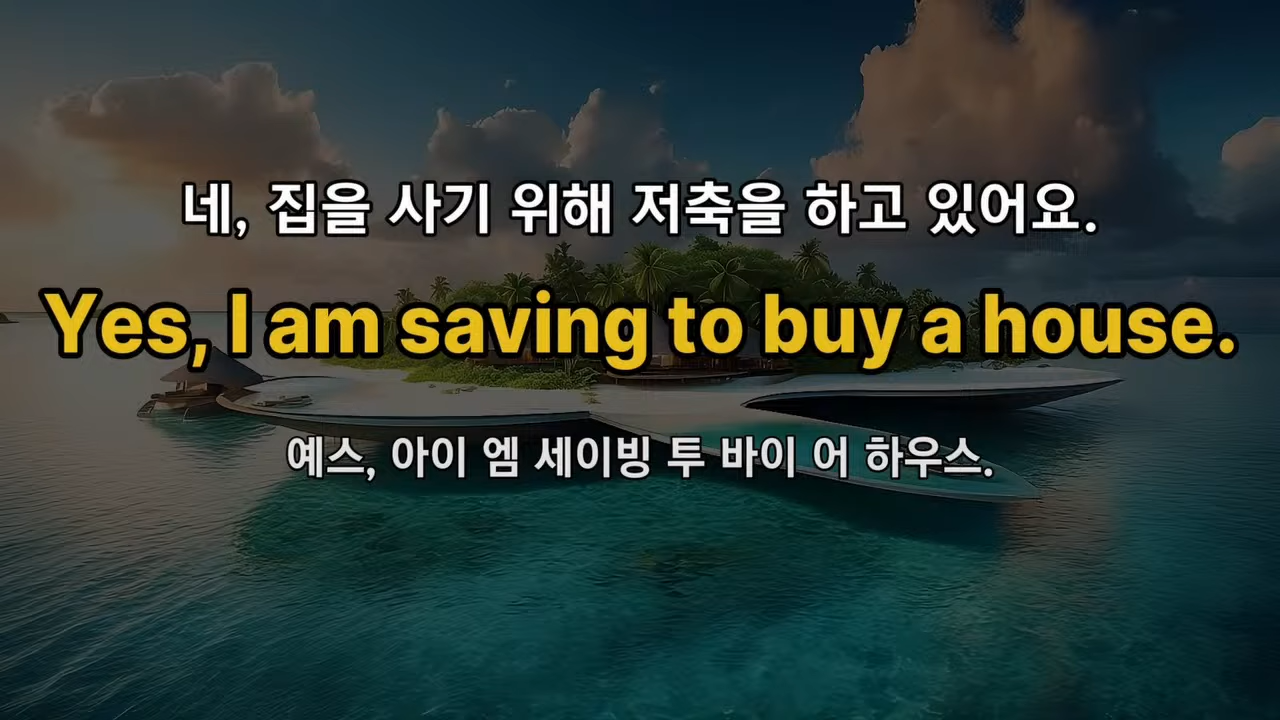 네, 집을 사기 위해 저축을 하고 있어요.
Yes, I am saving to buy a house.
예스, 아이 엠 세이빙 투 바이 어 하우스.